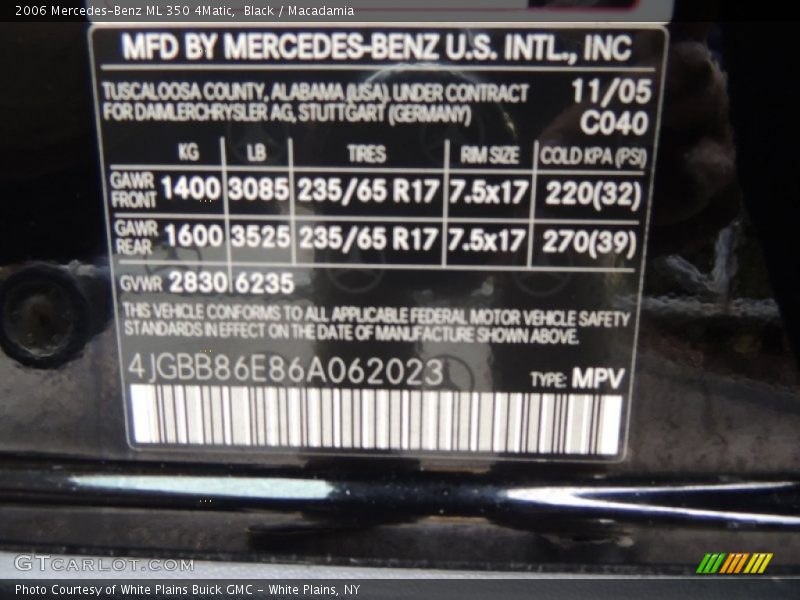 2006 Mercedes-Benz ML 350 4Matic, Black / Macadamia
MFD BY MERCEDES-BENZ U.S. INTL., INC
TUSCALOOSA COUNTY, ALABAMA (USA), UNDER CONTRACT 11/05
FOR DAIMLERCHRYSLER AG, STUTTGART (GERMANY) C040
KG LB TIRES RIM SIZE COLD KPA (PSI)
GAWR FRONT 1400 3085 235/65 R17 7.5x17 220(32)
GAWR REAR 1600 3525 235/65 R17 7.5x17 270(39)
GVWR 2830 6235
THIS VEHICLE CONFORMS TO ALL APPLICABLE FEDERAL MOTOR VEHICLE SAFETY
STANDARDS IN EFFECT ON THE DATE OF MANUFACTURE SHOWN ABOVE.
4JGBB86E86A062023 TYPE: MPV
GTCARLOT.COM
Photo Courtesy of White Plains Buick GMC - White Plains, NY